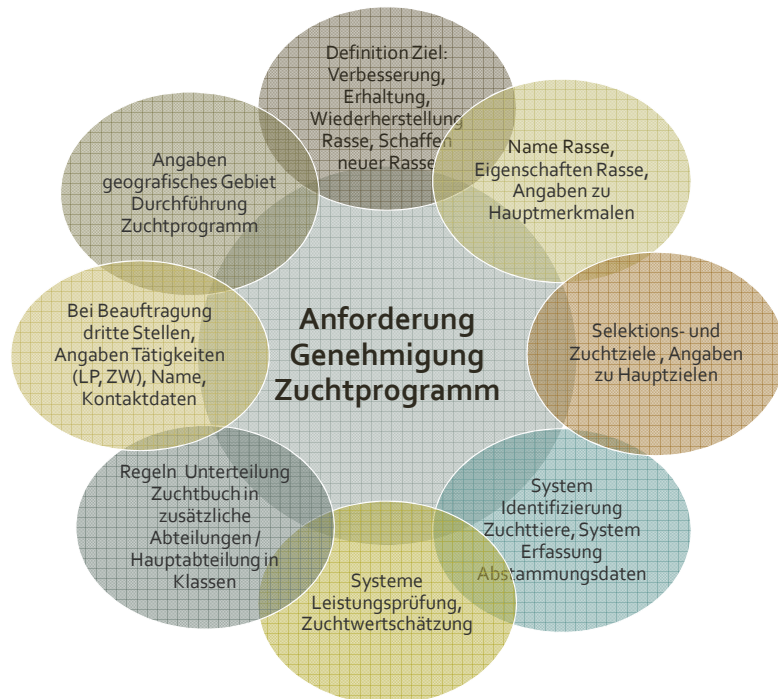 Definition Ziel:
Verbesserung,
Erhaltung,
Wiederherstellung
Rasse, Schaffen
neuer Rasse
Name Rasse,
Eigenschaften Rasse,
Angaben zu
Hauptmerkmalen
Selektions- und
Zuchtziele , Angaben
zu Hauptzielen
System
Identifizierung
Zuchttiere, System
Erfassung
Abstammungsdaten
Systeme
Leistungsprüfung,
Zuchtwertschätzung
Regeln Unterteilung
Zuchtbuch in
zusätzliche
Abteilungen /
Hauptabteilung in
Klassen
Bei Beauftragung
dritte Stellen,
Angaben Tätigkeiten
(LP, ZW), Name,
Kontaktdaten
Angaben
geografisches Gebiet
Durchführung
Zuchtprogramm
Anforderung
Genehmigung
Zuchtprogramm